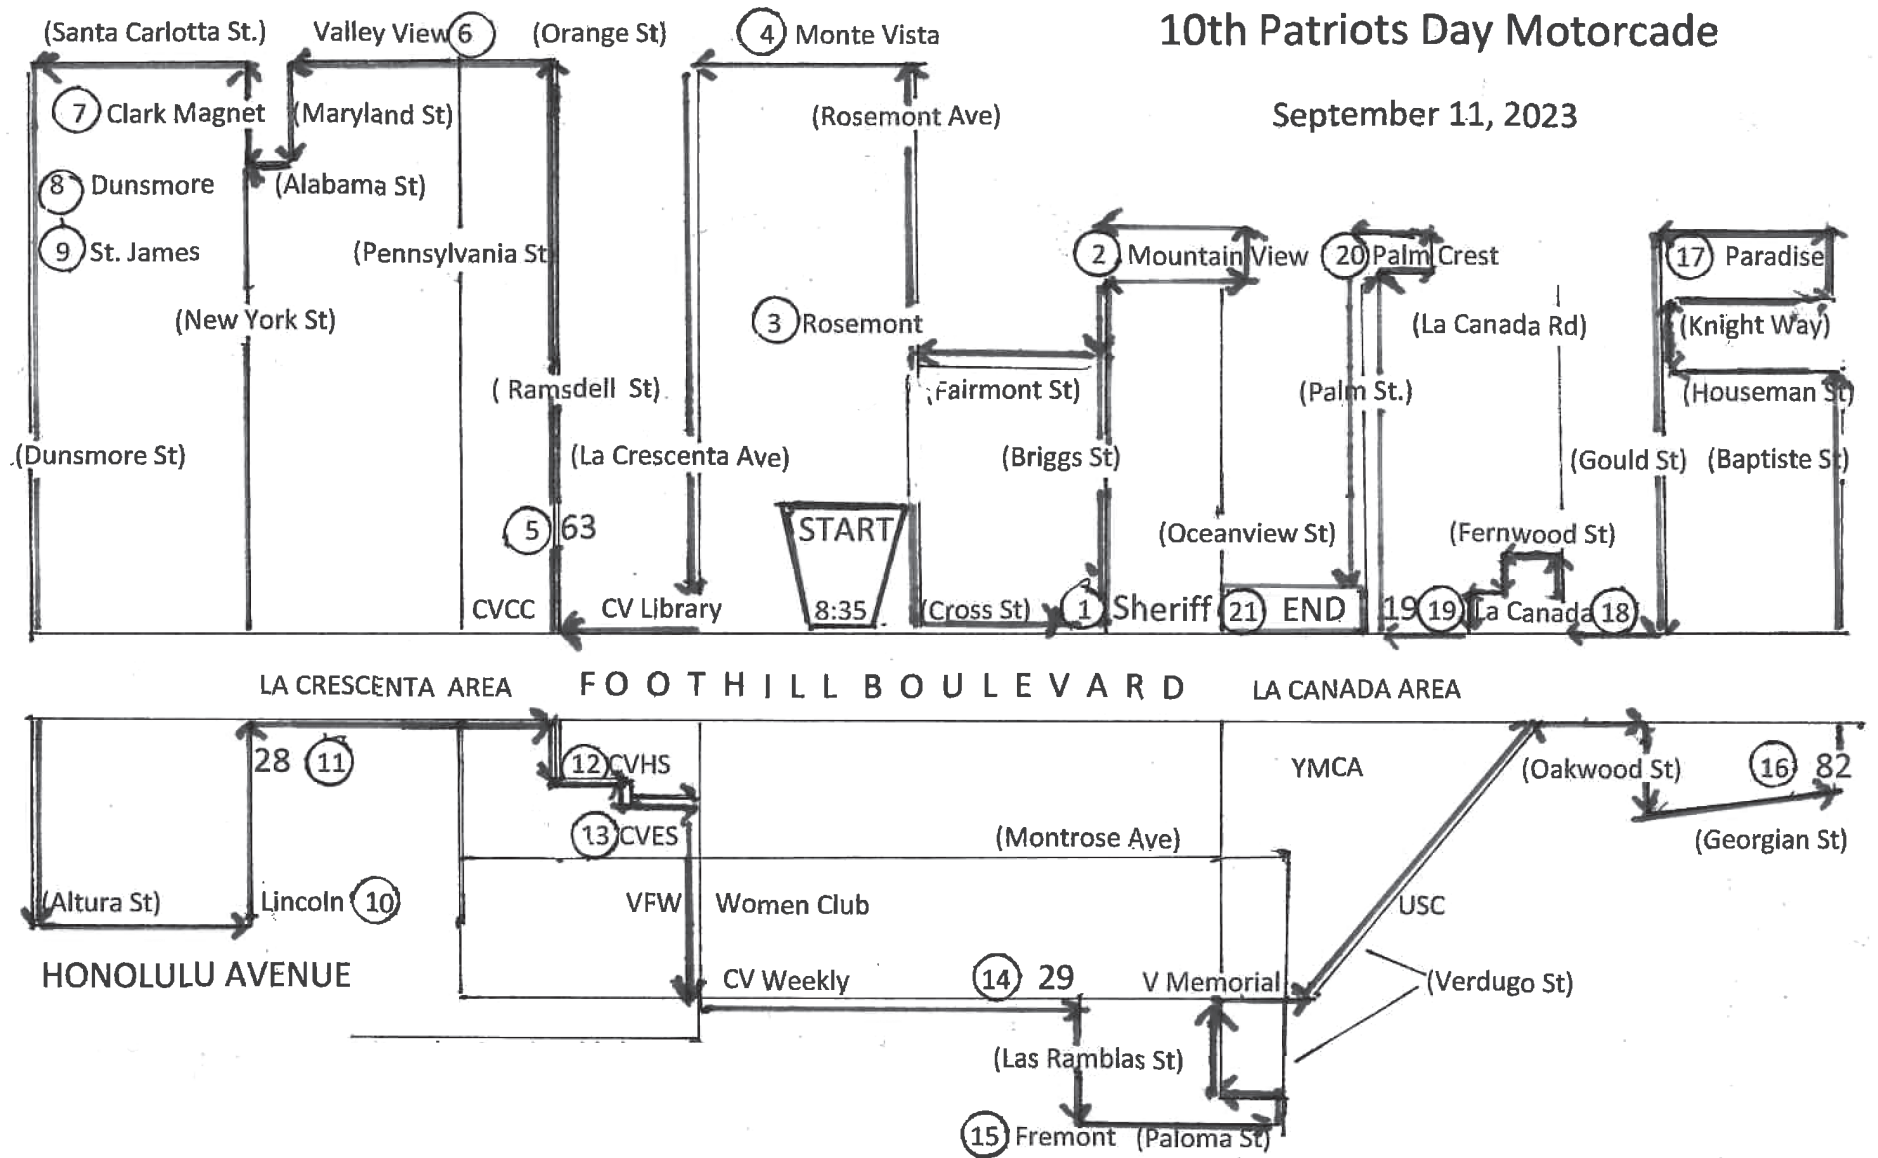 (Santa Carlotta St.) Valley View 6 (Orange St) 4 Monte Vista 10th Patriots Day Motorcade
7 Clark Magnet (Maryland St) (Rosemont Ave) September 11, 2023
8 Dunsmore (Alabama St)
9 St. James (Pennsylvania St 2 Mountain View 20 Palm Crest 17 Paradise
(New York St) 3 Rosemont (La Canada Rd) (Knight Way)
( Ramsdell St) (Fairmont St) (Palm St.) (Houseman St)
(Dunsmore St) (La Crescenta Ave) (Briggs St) (Gould St) (Baptiste St)
5 63 START (Oceanview St) (Fernwood St)
CVCC CV Library 8:35 (Cross St) 1 Sheriff 21 END 19 19 La Canada 18
LA CRESCENTA AREA FOOTHILL BOULEVARD LA CANADA AREA
28 11 12 CVHS YMCA (Oakwood St) 16 82
13 CVES (Montrose Ave) (Georgian St)
(Altura St) Lincoln 10 VFW Women Club USC
HONOLULU AVENUE CV Weekly 14 29 V Memorial (Verdugo St)
(Las Ramblas St)
15 Fremont (Paloma St)